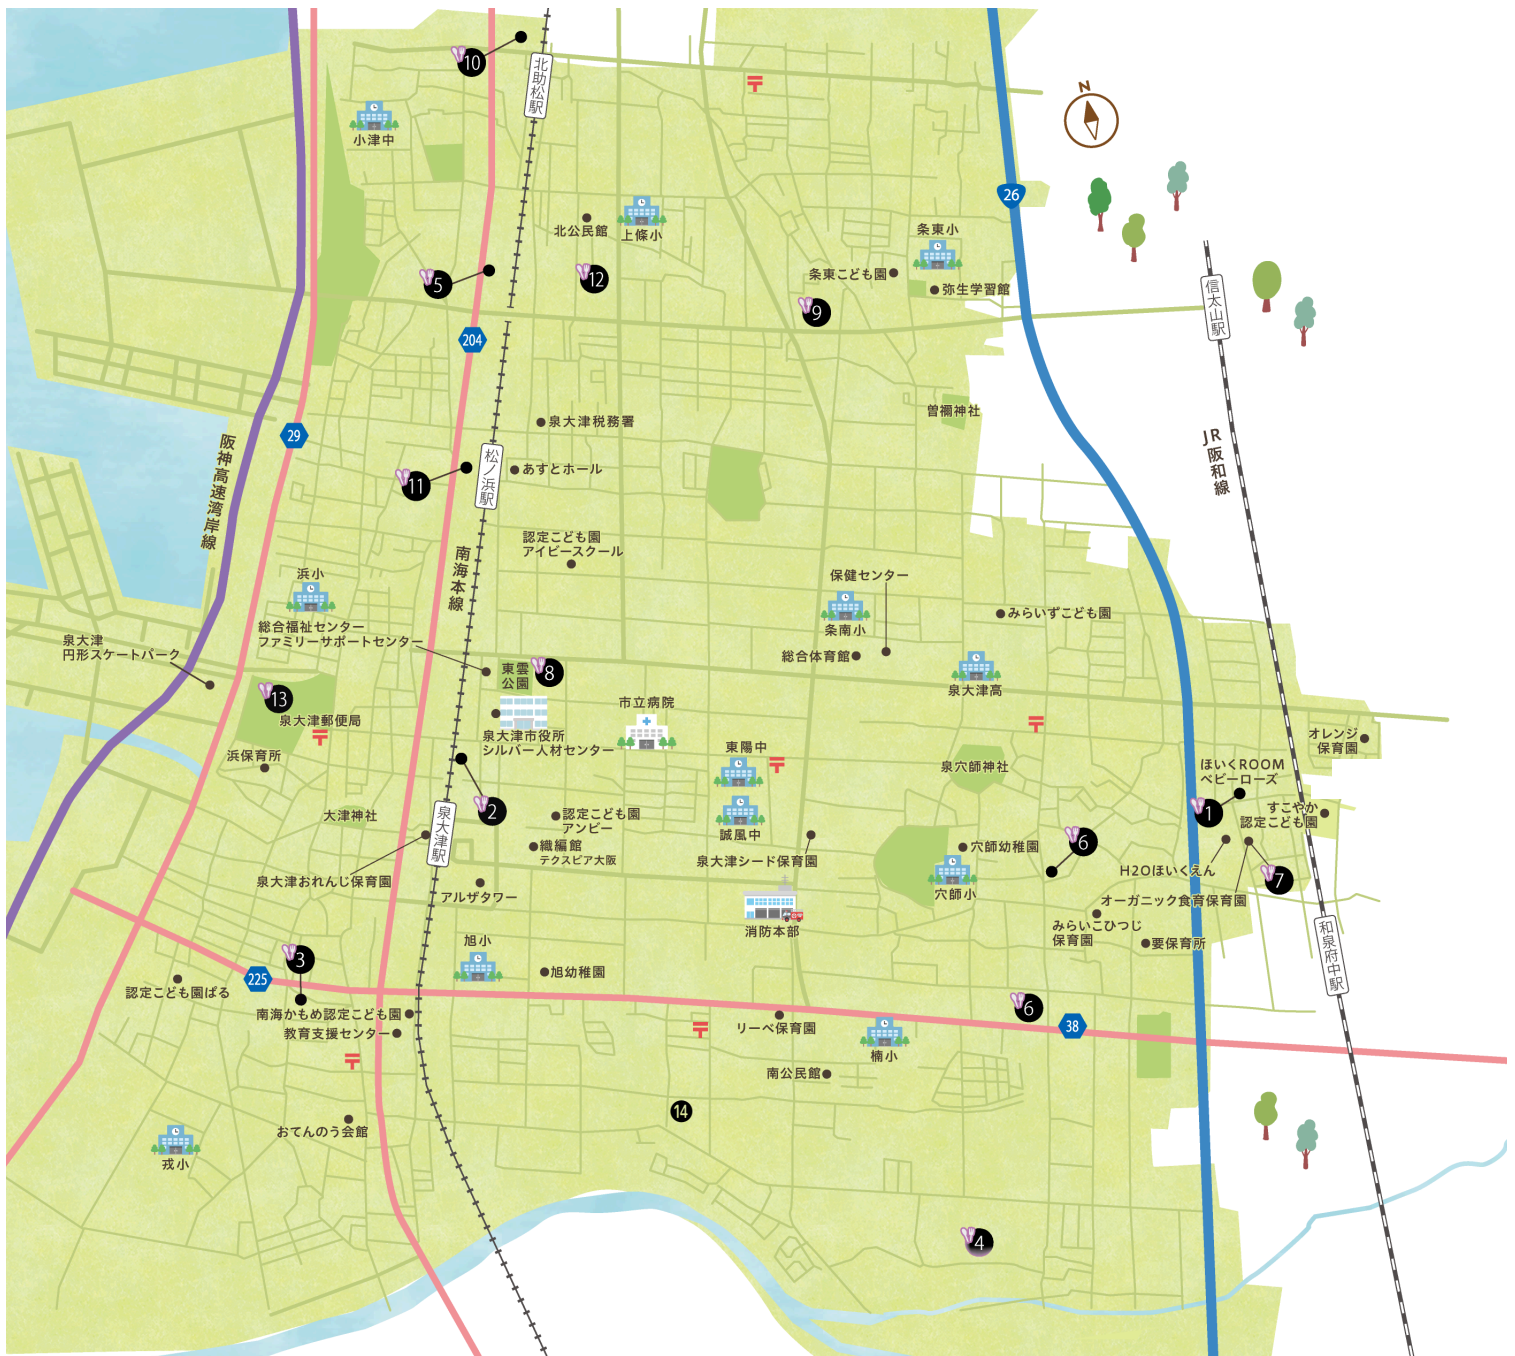 10
北助松駅
小津中
N
26
北公民館
上條小
条東小
条東こども園
弥生学習館
5
12
9
信太山駅
204
曽禰神社
泉大津税務署
29
阪神高速湾岸線
11
松ノ浜駅
あすとホール
JR阪和線
認定こども園
アイビースクール
南海本線
浜小
保健センター
条南小
みらいずこども園
総合福祉センター
ファミリーサポートセンター
泉大津
円形スケートパーク
総合体育館
東雲
公園
8
泉大津高
13
泉大津郵便局
市立病院
泉大津市役所
シルバー人材センター
東陽中
オレンジ
保育園
浜保育所
泉穴師神社
ほいくROOM
ベビーローズ
大津神社
2
泉大津駅
認定こども園
アンビー
誠風中
1
すこやか
認定こども園
織編館
テクスピア大阪
泉大津シード保育園
穴師幼稚園
6
H2Oほいくえん
7
泉大津おれんじ保育園
アルザタワー
穴師小
オーガニック食育保育園
消防本部
みらいこひつじ
保育園
要保育所
和泉府中駅
旭小
3
旭幼稚園
225
認定こども園ぱる
南海かもめ認定こども園
教育支援センター
リーベ保育園
6
38
楠小
南公民館
14
おてんのう会館
戎小
4